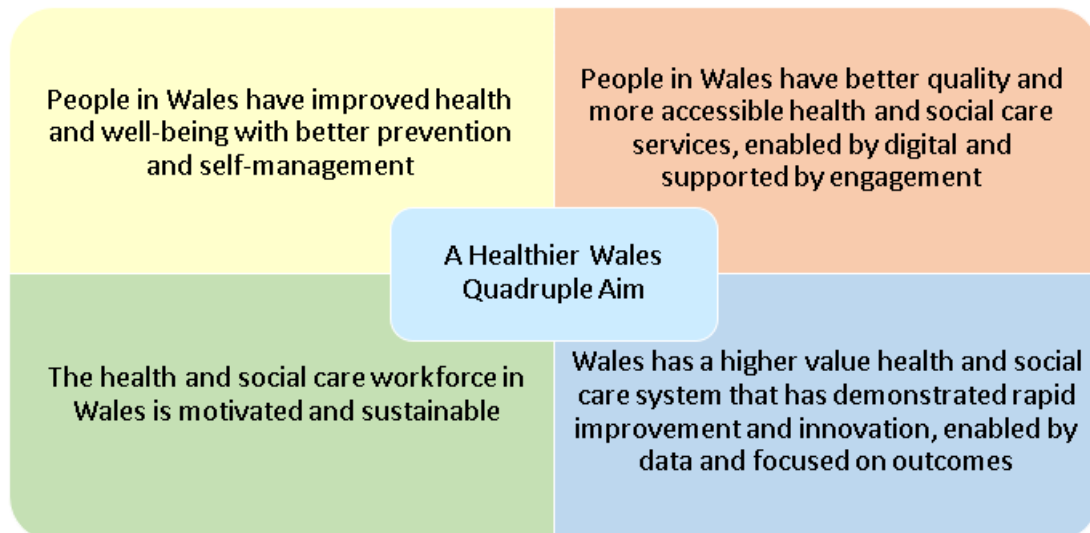 People in Wales have improved health
and well-being with better prevention
and self-management
People in Wales have better quality and
more accessible health and social care
services, enabled by digital and
supported by engagement
A Healthier Wales
Quadruple Aim
The health and social care workforce in
Wales is motivated and sustainable
Wales has a higher value health and social
care system that has demonstrated rapid
improvement and innovation, enabled by
data and focused on outcomes